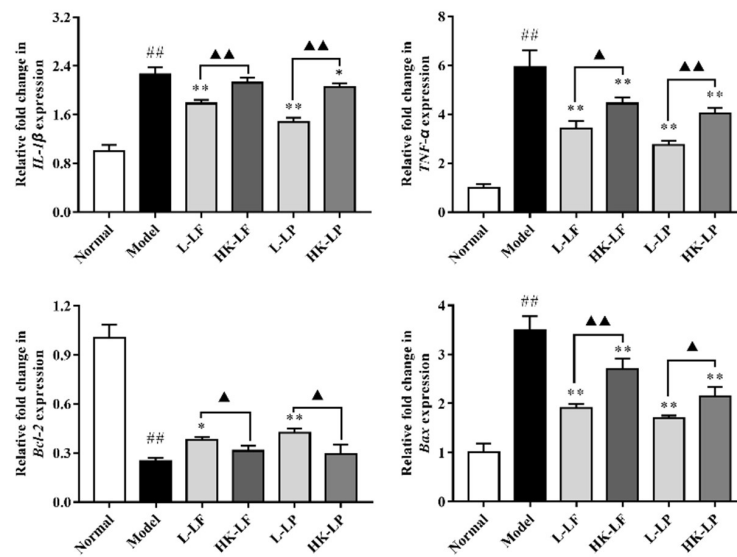 Relative fold change in
IL-1β expression
2.4
1.8
1.2
0.6
0.0
##
**
▲▲
**
▲▲
*
Normal
Model
L-LF
HK-LF
L-LP
HK-LP
Relative fold change in
TNF-α expression
8
6
4
2
0
##
**
▲
**
**
▲▲
**
Normal
Model
L-LF
HK-LF
L-LP
HK-LP
Relative fold change in
Bcl-2 expression
1.2
0.9
0.6
0.3
0.0
##
*
▲
**
▲
Normal
Model
L-LF
HK-LF
L-LP
HK-LP
Relative fold change in
Bax expression
4
3
2
1
0
##
**
▲▲
**
**
▲
**
Normal
Model
L-LF
HK-LF
L-LP
HK-LP